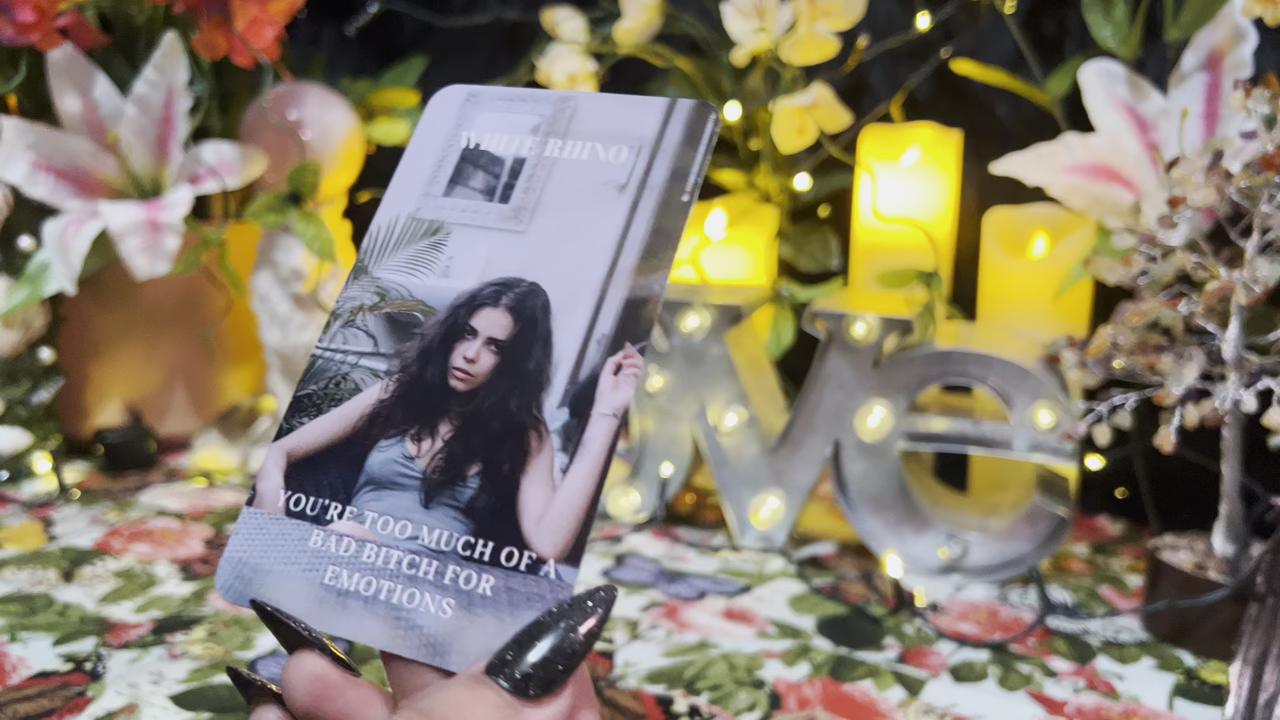 WHITE RHINO
YOU'RE TOO MUCH OF A
BAD BITCH FOR
EMOTIONS